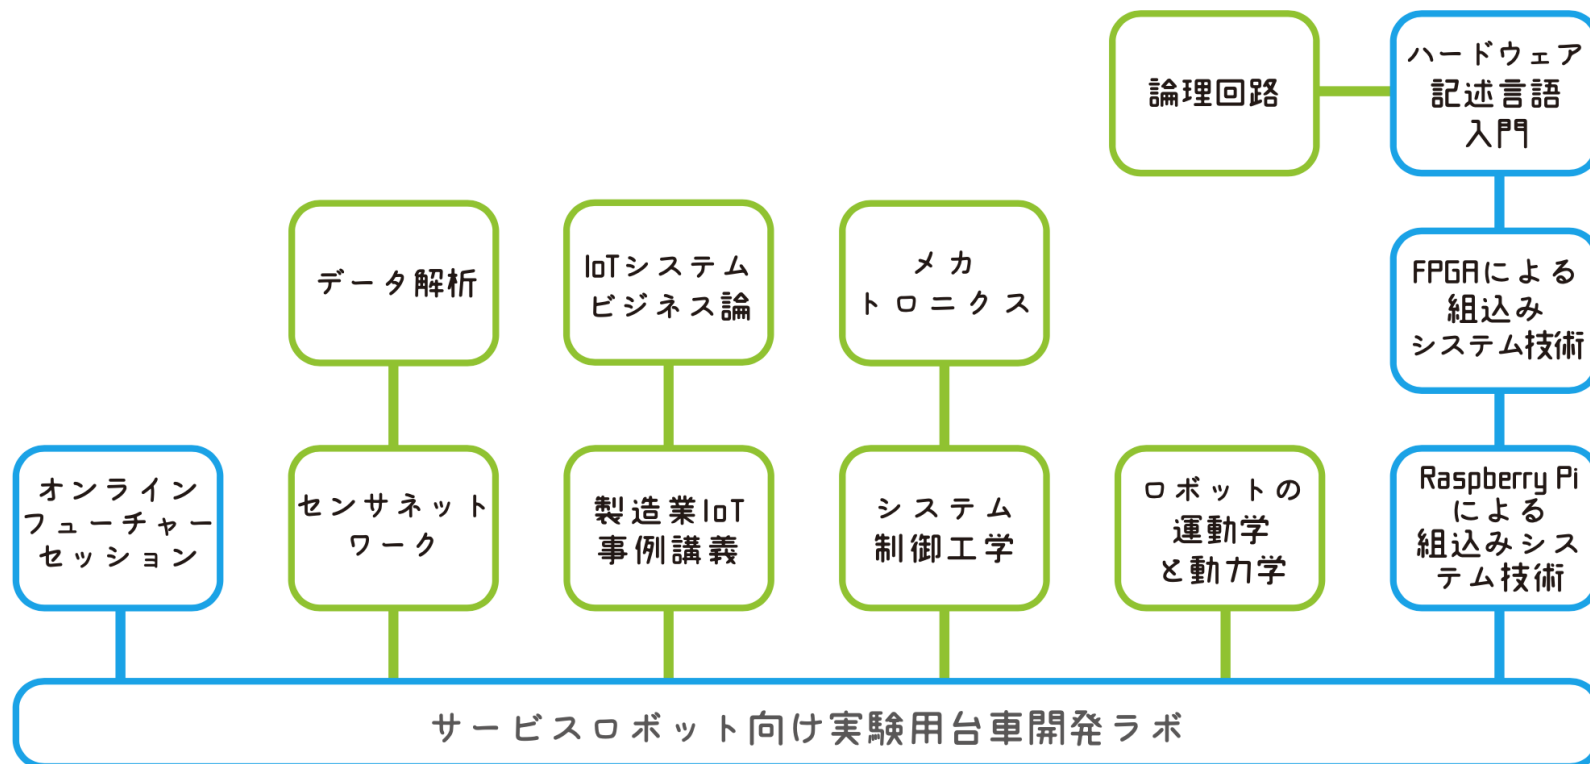 論理回路
ハードウェア
記述言語
入門
データ解析
IoTシステム
ビジネス論
メカ
トロニクス
FPGAによる
組込み
システム技術
オンライン
フューチャー
セッション
センサネット
ワーク
製造業IoT
事例講義
システム
制御工学
ロボットの
運動学
と動力学
Raspberry Pi
による
組込みシス
テム技術
サービスロボット向け実験用台車開発ラボ